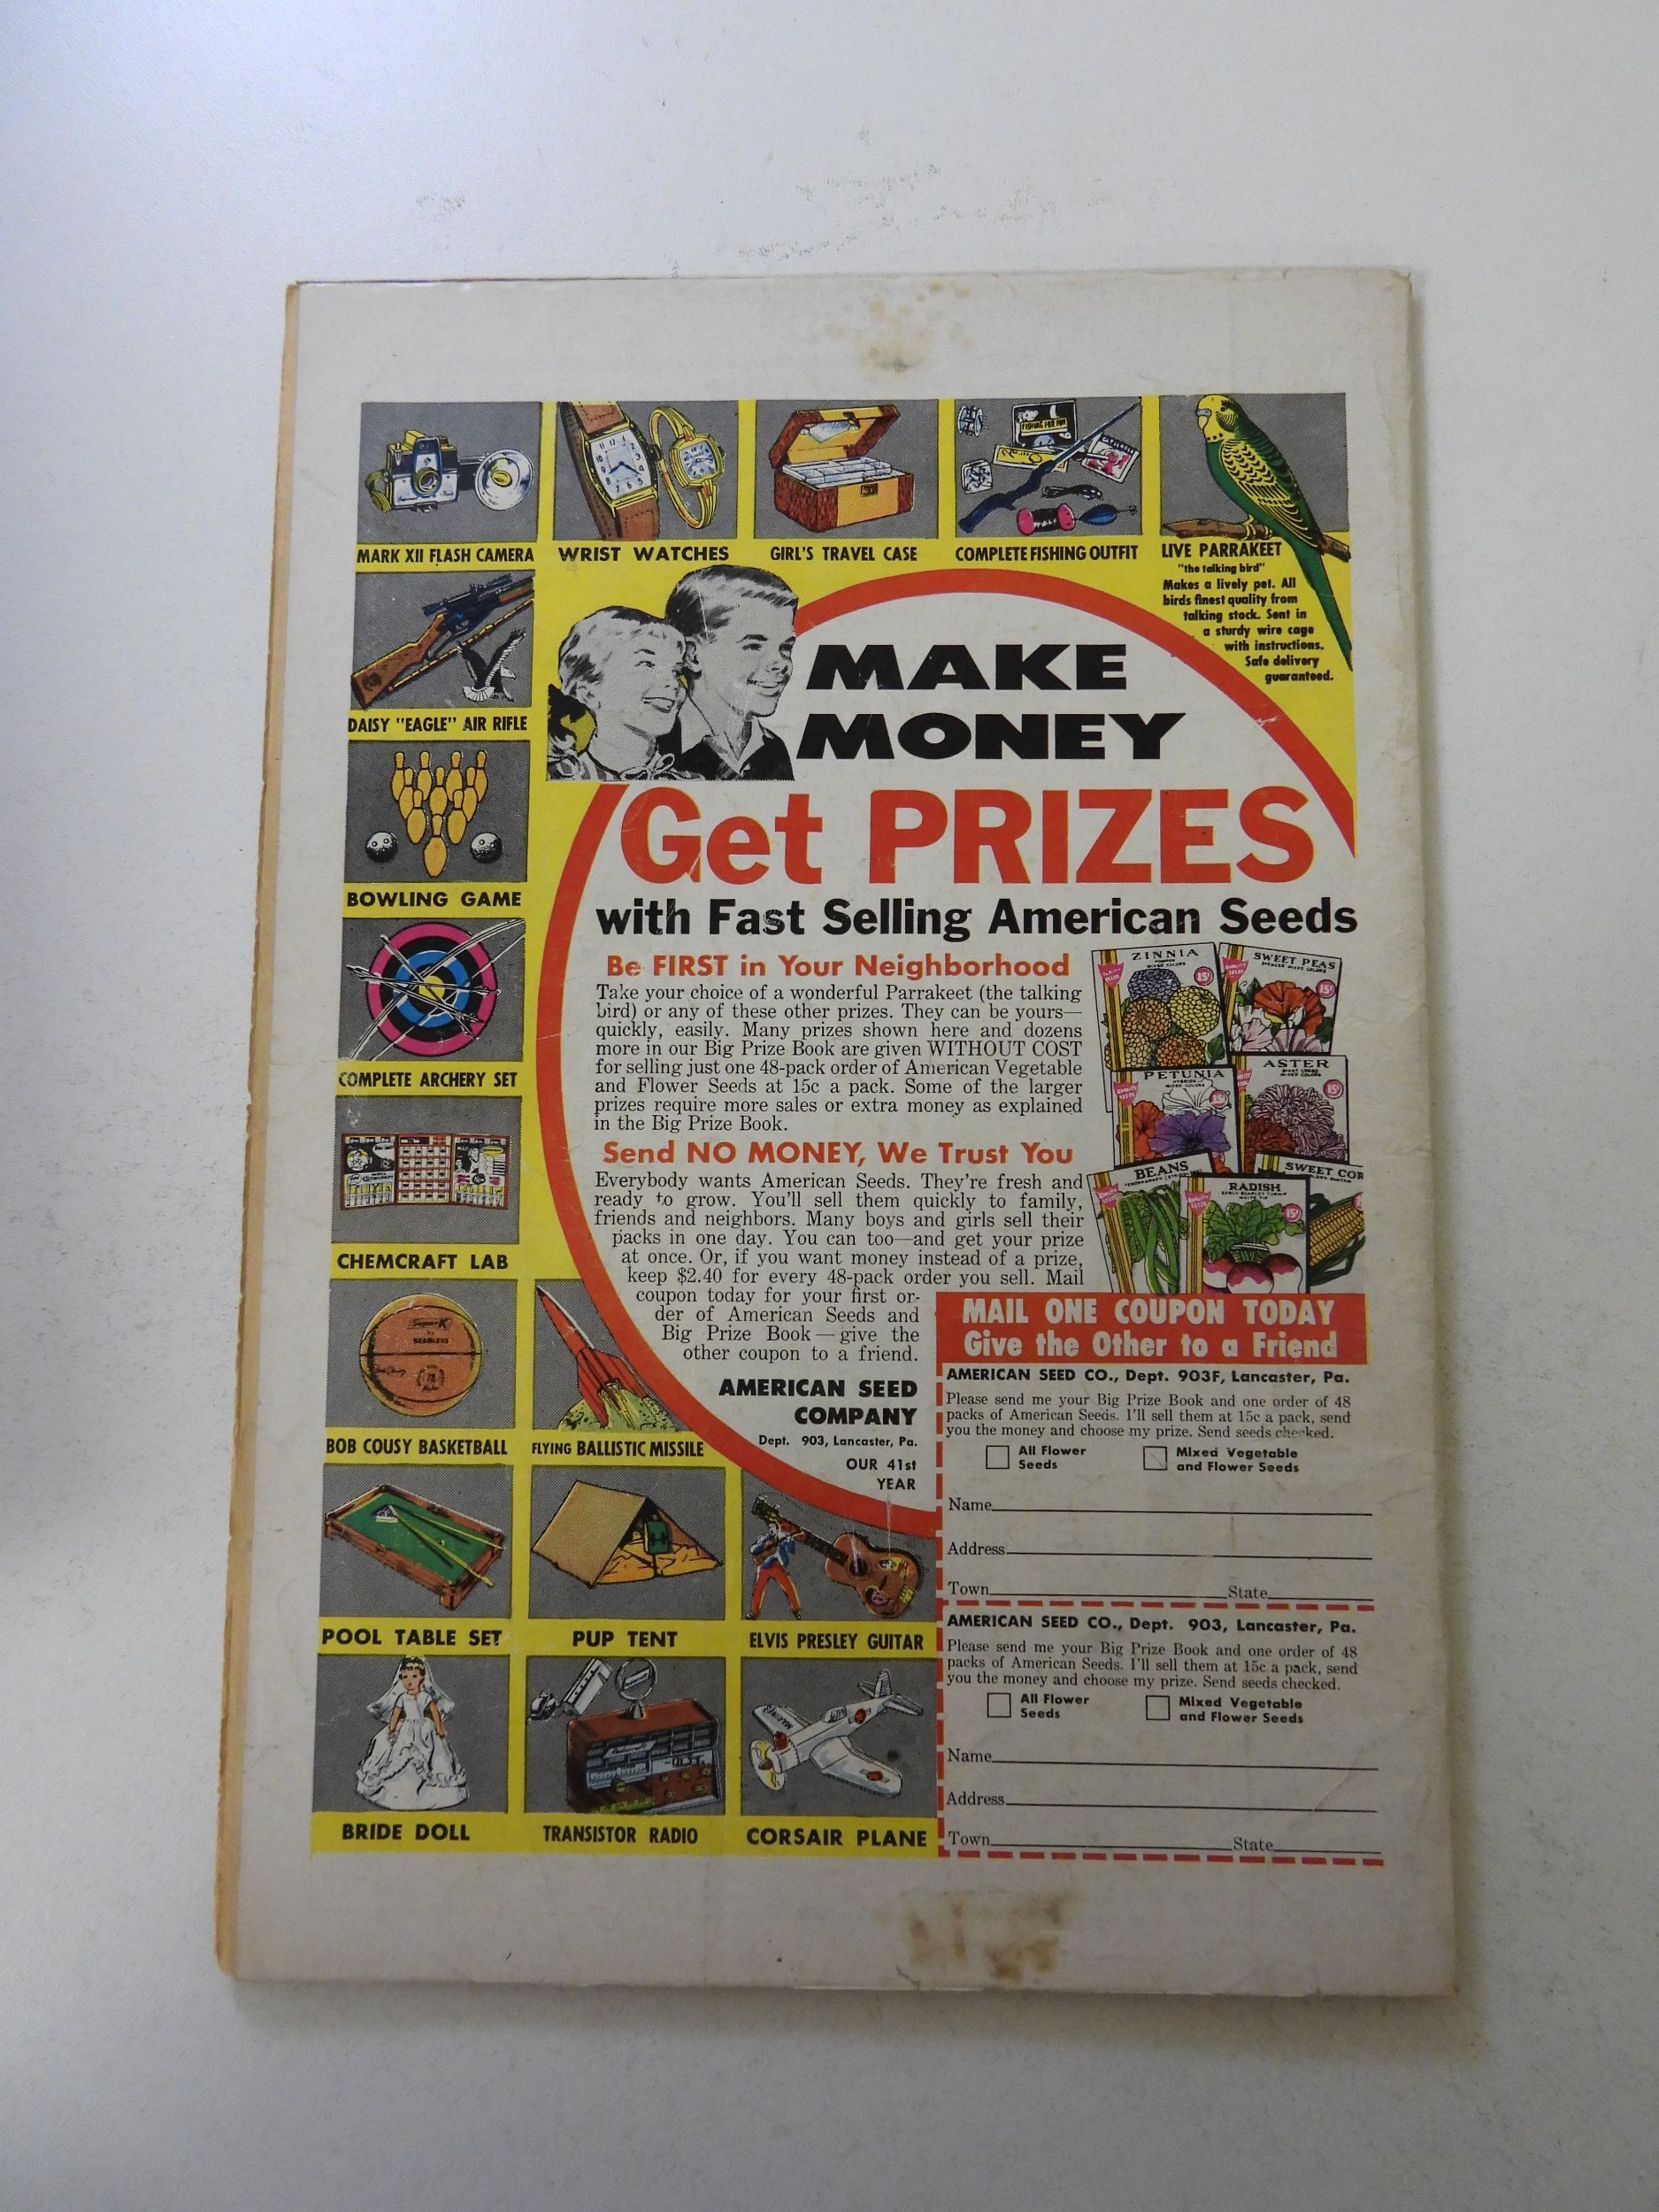 MARK XII FLASH CAMERA
WRIST WATCHES
GIRL'S TRAVEL CASE
COMPLETE FISHING OUTFIT
LIVE PARRAKEET
"the talking bird"
Makes a lively pet. All
birds finest quality from
talking stock. Sent in
a sturdy wire cage
with instructions.
Safe delivery
guaranteed.
DAISY "EAGLE" AIR RIFLE
BOWLING GAME
COMPLETE ARCHERY SET
CHEMCRAFT LAB
BOB COUSY BASKETBALL
FLYING BALLISTIC MISSILE
POOL TABLE SET
PUP TENT
ELVIS PRESLEY GUITAR
BRIDE DOLL
TRANSISTOR RADIO
CORSAIR PLANE
MAKE
MONEY
Get PRIZES
with Fast Selling American Seeds
Be FIRST in Your Neighborhood
Take your choice of a wonderful Parrakeet (the talking
bird) or any of these other prizes. They can be yours—
quickly, easily. Many prizes shown here and dozens
more in our Big Prize Book are given WITHOUT COST
for selling just one 48-pack order of American Vegetable
and Flower Seeds at 15c a pack. Some of the larger
prizes require more sales or extra money as explained
in the Big Prize Book.
Send NO MONEY, We Trust You
Everybody wants American Seeds. They're fresh and
ready to grow. You'll sell them quickly to family,
friends and neighbors. Many boys and girls sell their
packs in one day. You can too—and get your prize
at once. Or, if you want money instead of a prize,
keep $2.40 for every 48-pack order you sell. Mail
coupon today for your first or-
der of American Seeds and
Big Prize Book—give the
other coupon to a friend.
AMERICAN SEED
COMPANY
Dept. 903, Lancaster, Pa.
OUR 41st
YEAR
ZINNIA
15¢
SWEET PEAS
15¢
PETUNIA
15¢
ASTER
15¢
BEANS
RADISH
15¢
SWEET COR
MAIL ONE COUPON TODAY
Give the Other to a Friend
AMERICAN SEED CO., Dept. 903F, Lancaster, Pa.
Please send me your Big Prize Book and one order of 48
packs of American Seeds. I'll sell them at 15c a pack, send
you the money and choose my prize. Send seeds checked.
All Flower
Seeds
Mixed Vegetable
and Flower Seeds
Name
Address
Town State
AMERICAN SEED CO., Dept. 903, Lancaster, Pa.
Please send me your Big Prize Book and one order of 48
packs of American Seeds. I'll sell them at 15c a pack, send
you the money and choose my prize. Send seeds checked.
All Flower
Seeds
Mixed Vegetable
and Flower Seeds
Name
Address
Town State